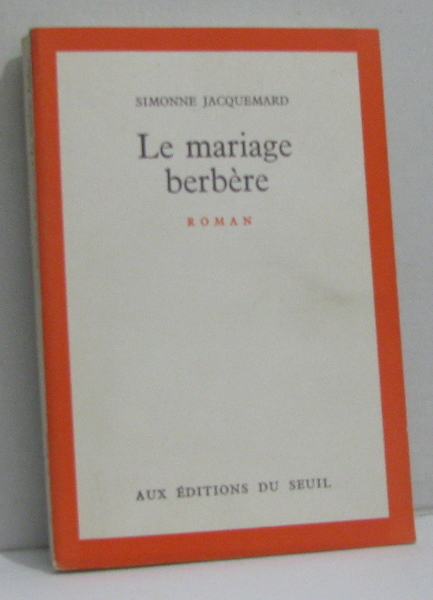 SIMONNE JACQUEMARD
Le mariage
berbère
ROMAN
AUX ÉDITIONS DU SEUIL